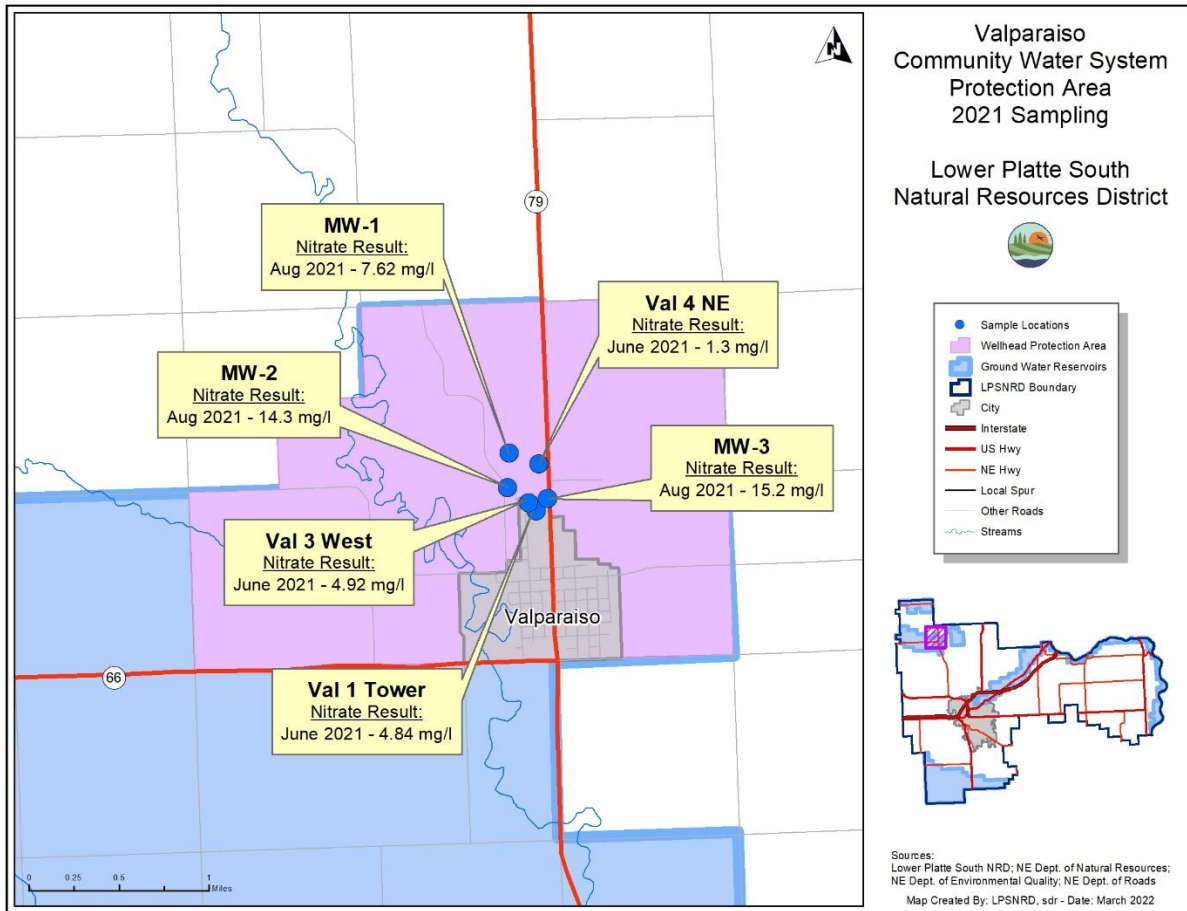 Valparaiso
Community Water System
Protection Area
2021 Sampling
Lower Platte South
Natural Resources District
N
79
MW-1
Nitrate Result:
Aug 2021 - 7.62 mg/l
Val 4 NE
Nitrate Result:
June 2021 - 1.3 mg/l
MW-2
Nitrate Result:
Aug 2021 - 14.3 mg/l
MW-3
Nitrate Result:
Aug 2021 - 15.2 mg/l
Val 3 West
Nitrate Result:
June 2021 - 4.92 mg/l
Valparaiso
66
Val 1 Tower
Nitrate Result:
June 2021 - 4.84 mg/l
0 0.25 0.5 1
Miles
Sample Locations
Wellhead Protection Area
Ground Water Reservoirs
LPSNRD Boundary
City
Interstate
US Hwy
NE Hwy
Local Spur
Other Roads
Streams
Sources:
Lower Platte South NRD; NE Dept. of Natural Resources;
NE Dept. of Environmental Quality; NE Dept. of Roads
Map Created By: LPSNRD, sdr - Date: March 2022